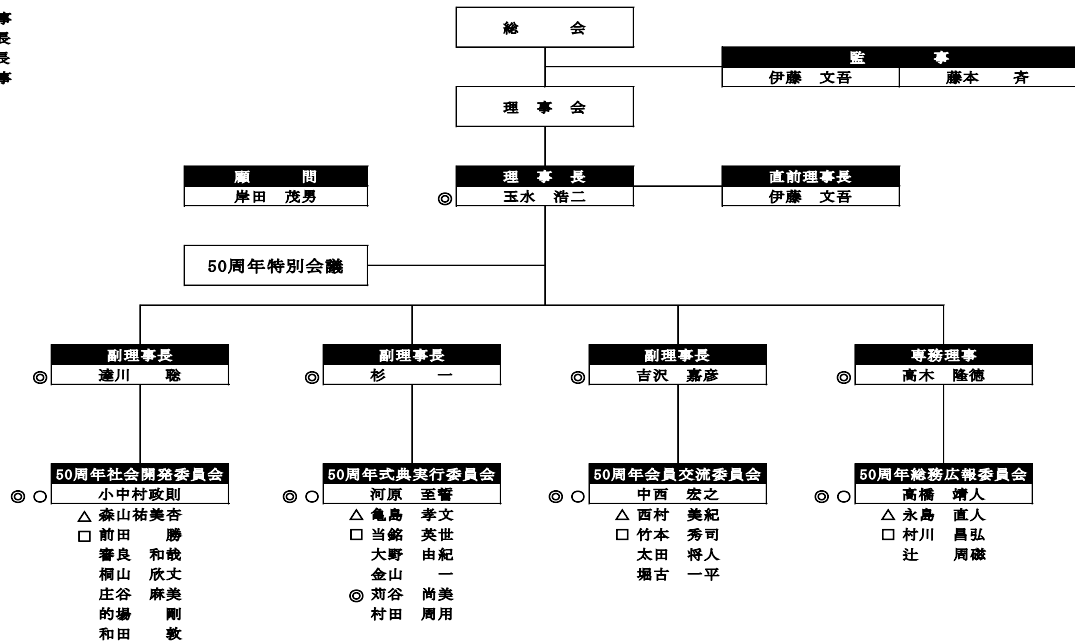 事
長
長
事
総　会
監　事
伊藤 文吾　藤本 斉
理 事 会
顧　問
岸田 茂男
理 事 長
◎ 玉水 浩二
直前理事長
伊藤 文吾
50周年特別会議
副理事長
◎ 達川 聡
副理事長
◎ 杉 一
副理事長
◎ 吉沢 嘉彦
専務理事
◎ 高木 隆徳
50周年社会開発委員会
◎ ○ 小中村政則
△ 森山祐美杏
□ 前田 勝
審良 和哉
桐山 欣丈
庄谷 麻美
的場 剛
和田 敦
50周年式典実行委員会
◎ ○ 河原 至誓
△ 亀島 孝文
□ 当銘 英世
大野 由紀
金山 一
◎ 苅谷 尚美
村田 周用
50周年会員交流委員会
◎ ○ 中西 宏之
△ 西村 美紀
□ 竹本 秀司
太田 将人
堀古 一平
50周年総務広報委員会
◎ ○ 高橋 靖人
△ 永島 直人
□ 村川 昌弘
辻 周磁